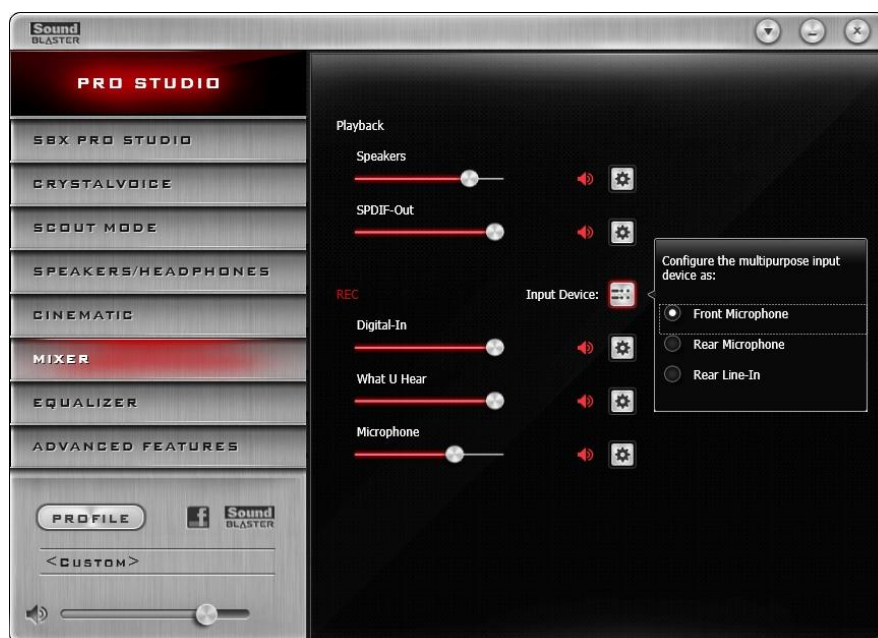 Sound
BLASTER
PRO STUDIO
SBX PRO STUDIO
CRYSTALVOICE
SCOUT MODE
SPEAKERS/HEADPHONES
CINEMATIC
MIXER
EQUALIZER
ADVANCED FEATURES
PROFILE
f
Sound
BLASTER
<CUSTOM>
Playback
Speakers
SPDIF-Out
REC
Input Device:
Digital-In
What U Hear
Microphone
Configure the multipurpose input
device as:
Front Microphone
Rear Microphone
Rear Line-In